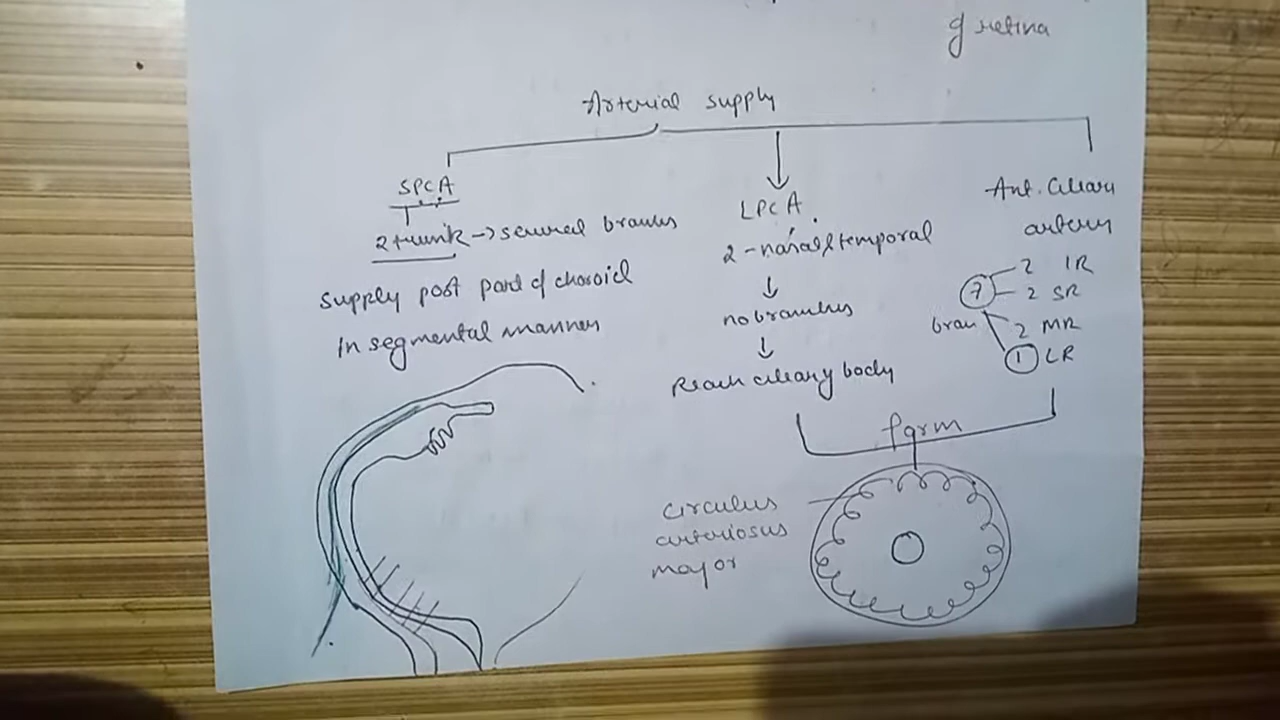 g retina
Arterial supply
SPCA
2 trunk → several branches
supply post part of choroid
In segmental manner
LPCA
2 - nasal & temporal
↓
no branches
↓
Reach ciliary body
Ant. Ciliary
artery
7
bran
2 IR
2 SR
2 MR
1 LR
form
circulus
arteriosus
major